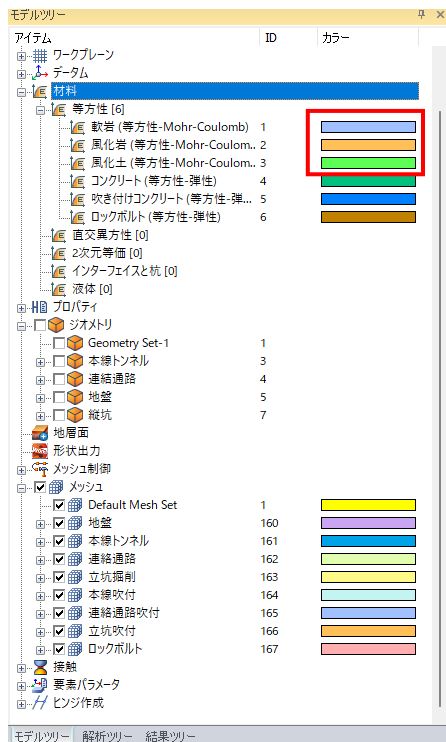 モデルツリー
アイテム ID カラー
ワークプレーン
データム
材料
等方性 [6]
軟岩 (等方性-Mohr-Coulomb) 1
風化岩 (等方性-Mohr-Coulom.. 2
風化土 (等方性-Mohr-Coulom.. 3
コンクリート (等方性-弾性) 4
吹き付けコンクリート (等方性-弾... 5
ロックボルト (等方性-弾性) 6
直交異方性 [0]
2次元等価 [0]
インターフェイスと杭 [0]
液体 [0]
プロパティ
ジオメトリ
Geometry Set-1 1
本線トンネル 3
連結通路 4
地盤 5
縦坑 7
地層面
形状出力
メッシュ制御
メッシュ
Default Mesh Set 1
地盤 160
本線トンネル 161
連絡通路 162
立坑掘削 163
本線吹付 164
連絡通路吹付 165
立坑吹付 166
ロックボルト 167
接触
要素パラメータ
ヒンジ作成
モデルツリー 解析ツリー 結果ツリー